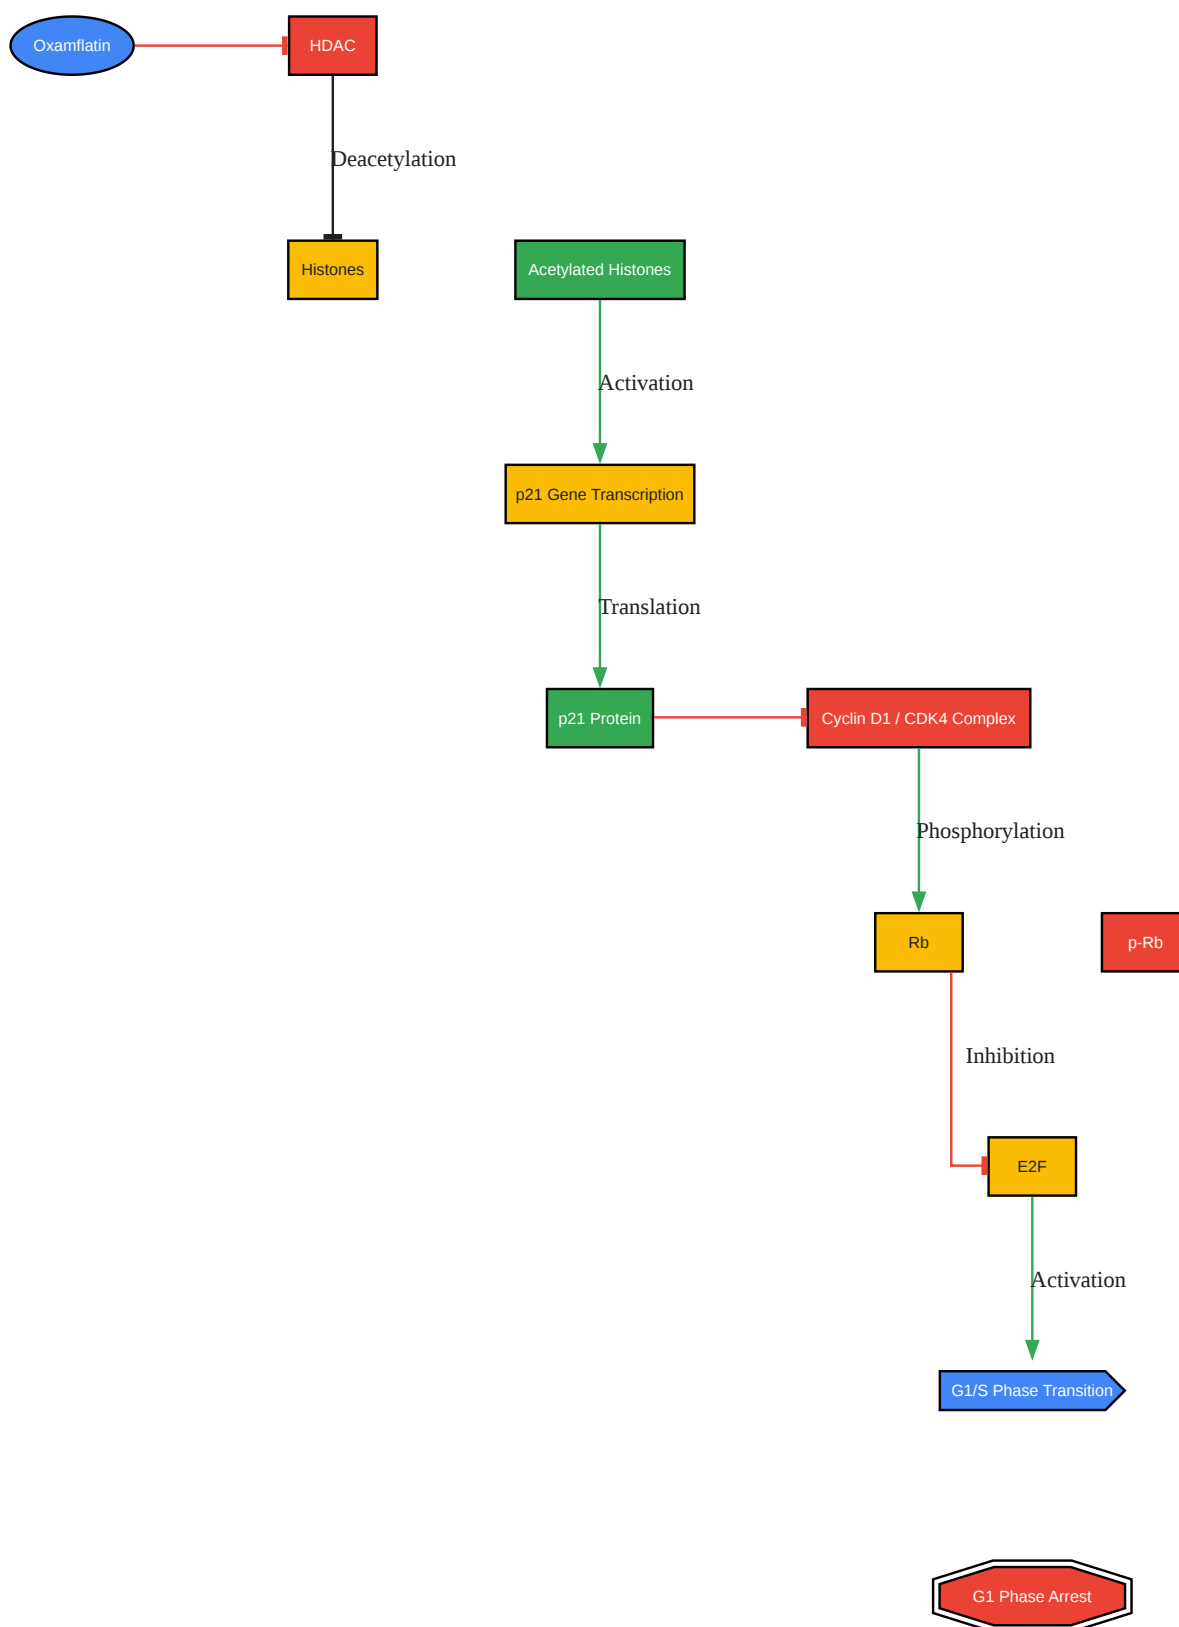 Oxamflatin
HDAC
Deacetylation
Histones
Acetylated Histones
Activation
p21 Gene Transcription
Translation
p21 Protein
Cyclin D1 / CDK4 Complex
Phosphorylation
Rb
p-Rb
Inhibition
E2F
Activation
G1/S Phase Transition
G1 Phase Arrest